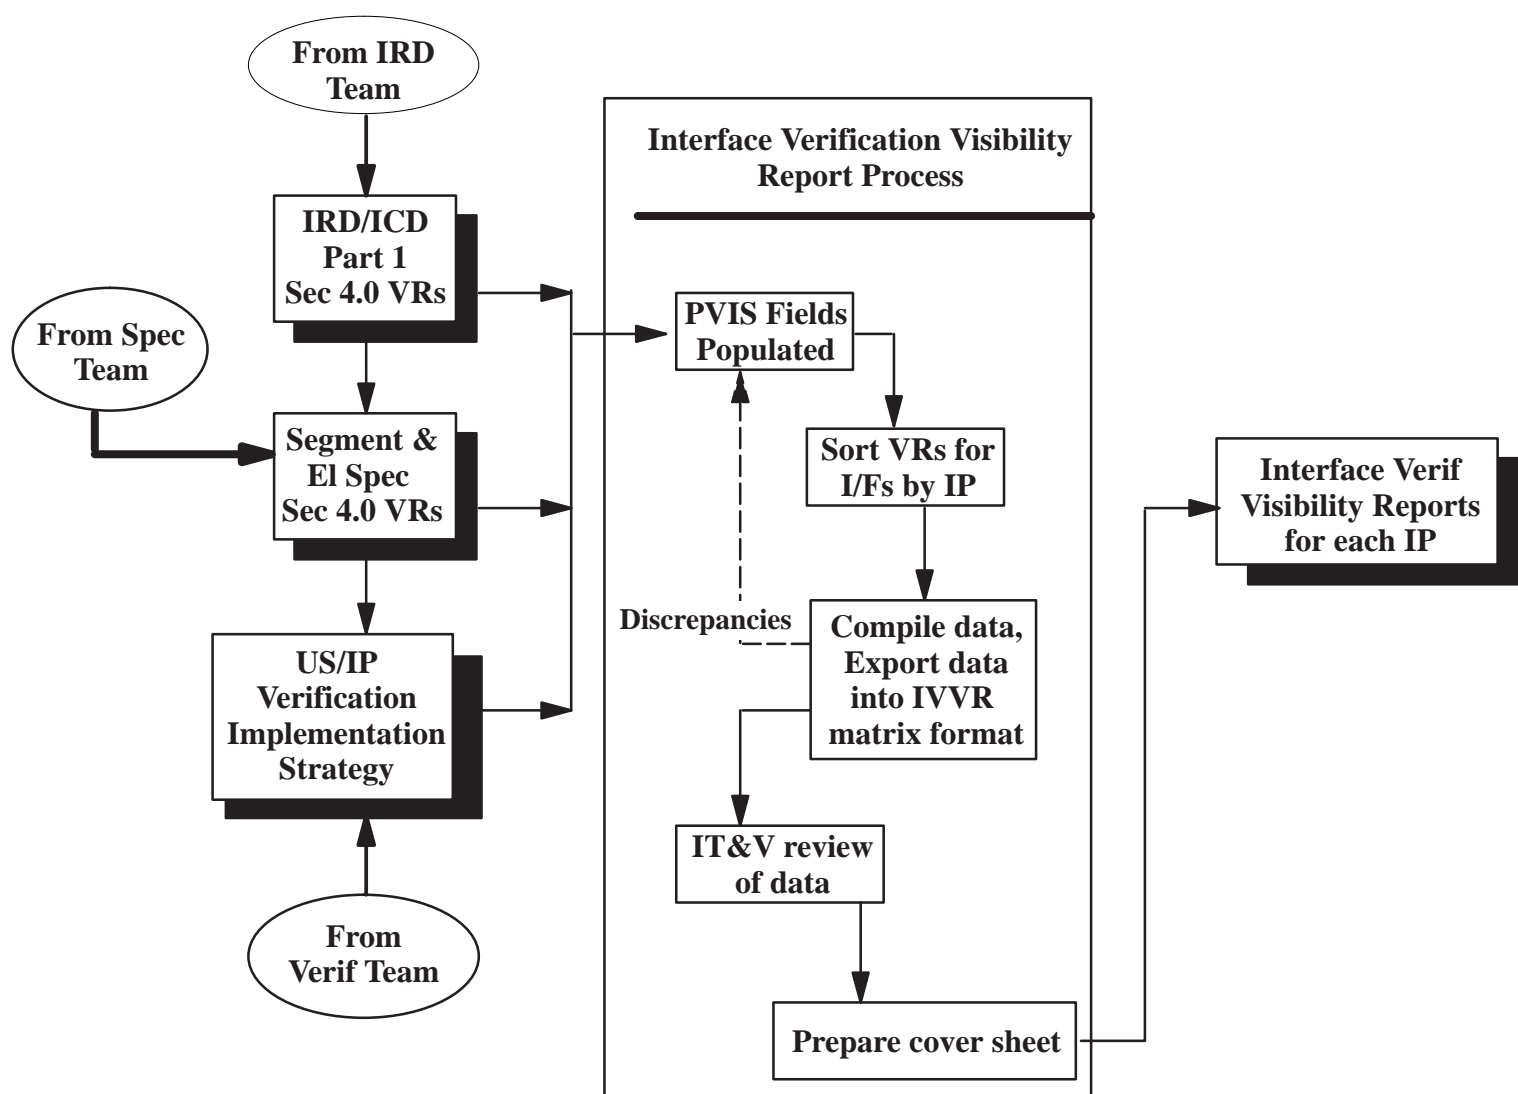 From IRD
Team
IRD/ICD
Part 1
Sec 4.0 VRs
From Spec
Team
Segment &
El Spec
Sec 4.0 VRs
US/IP
Verification
Implementation
Strategy
From
Verif Team
Interface Verification Visibility
Report Process
PVIS Fields
Populated
Sort VRs for
I/Fs by IP
Discrepancies
Compile data,
Export data
into IVVR
matrix format
IT&V review
of data
Prepare cover sheet
Interface Verif
Visibility Reports
for each IP